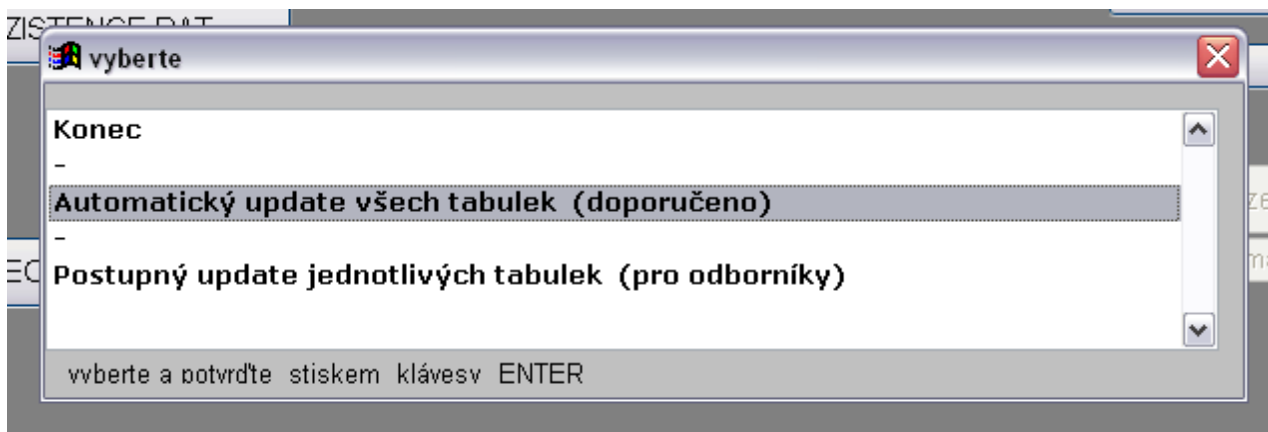 vyberte
Konec
-
Automatický update všech tabulek (doporučeno)
-
Postupný update jednotlivých tabulek (pro odborníky)
vyberte a potvrďte stiskem klávesy ENTER